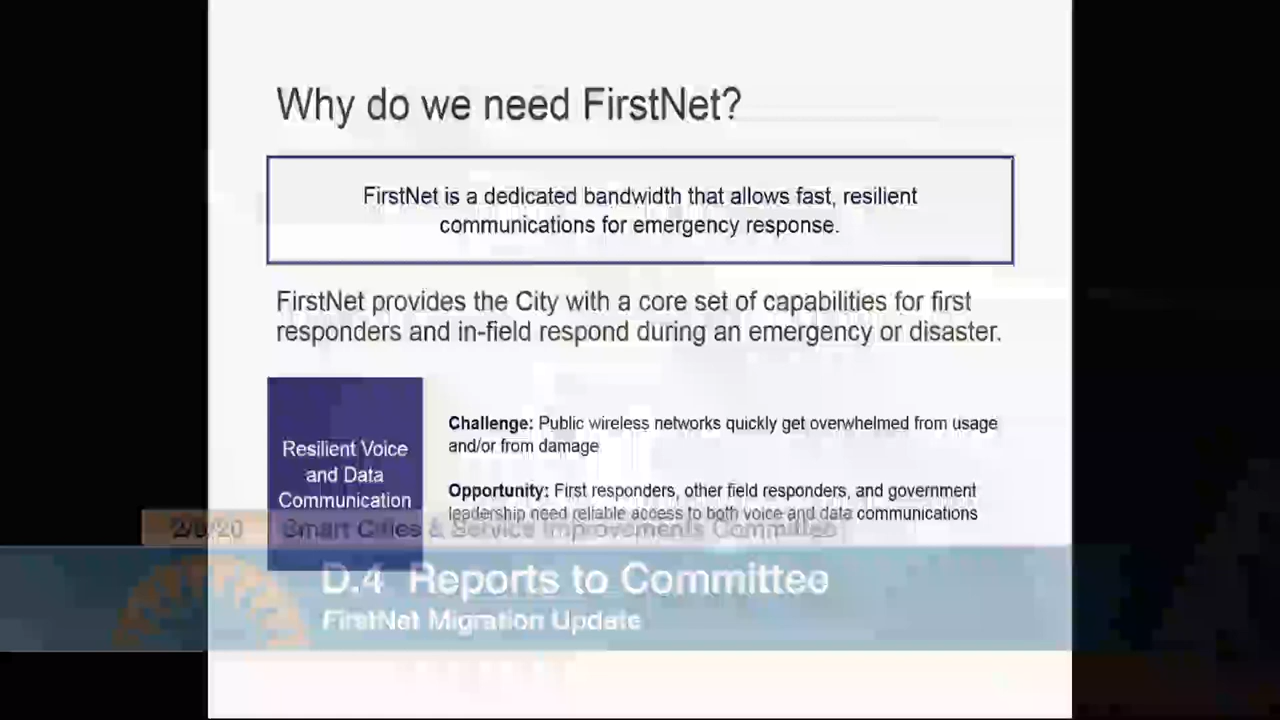 Why do we need FirstNet?
FirstNet is a dedicated bandwidth that allows fast, resilient
communications for emergency response.
FirstNet provides the City with a core set of capabilities for first
responders and in-field respond during an emergency or disaster.
Resilient Voice
and Data
Communication
Challenge: Public wireless networks quickly get overwhelmed from usage
and/or from damage
Opportunity: First responders, other field responders, and government
leadership need reliable access to both voice and data communications
Smart Cities & Service Improvements Committee
D.4 Reports to Committee
FirstNet Migration Update